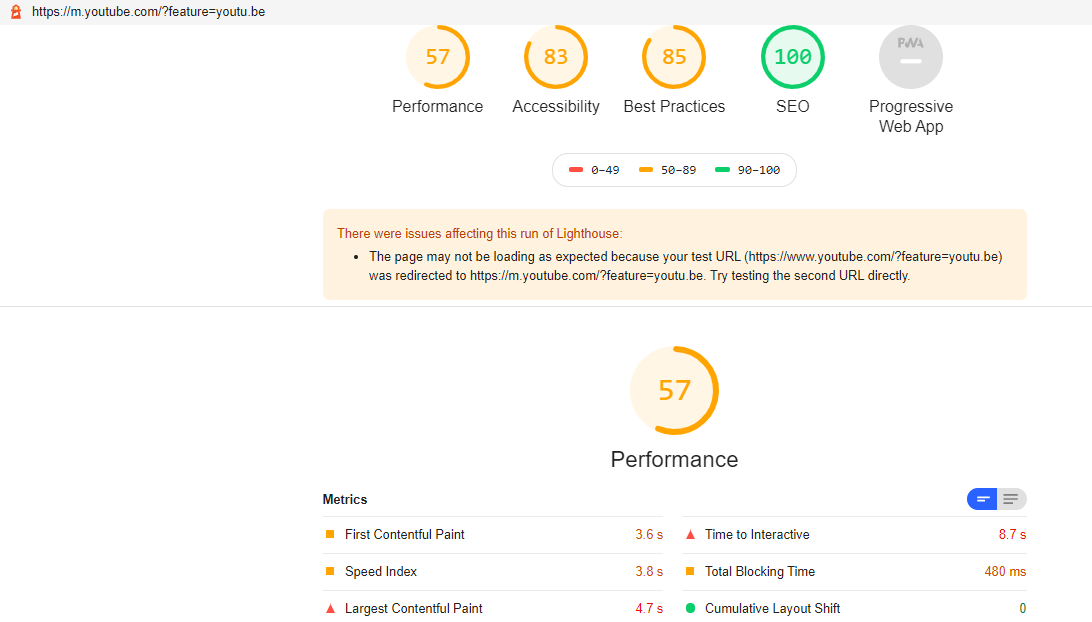 https://m.youtube.com/?feature=youtu.be
57 83 85 100 PWA
Performance Accessibility Best Practices SEO Progressive
Web App
0–49 50–89 90–100
There were issues affecting this run of Lighthouse:
• The page may not be loading as expected because your test URL (https://www.youtube.com/?feature=youtu.be)
was redirected to https://m.youtube.com/?feature=youtu.be. Try testing the second URL directly.
57
Performance
Metrics
First Contentful Paint 3.6 s Time to Interactive 8.7 s
Speed Index 3.8 s Total Blocking Time 480 ms
Largest Contentful Paint 4.7 s Cumulative Layout Shift 0